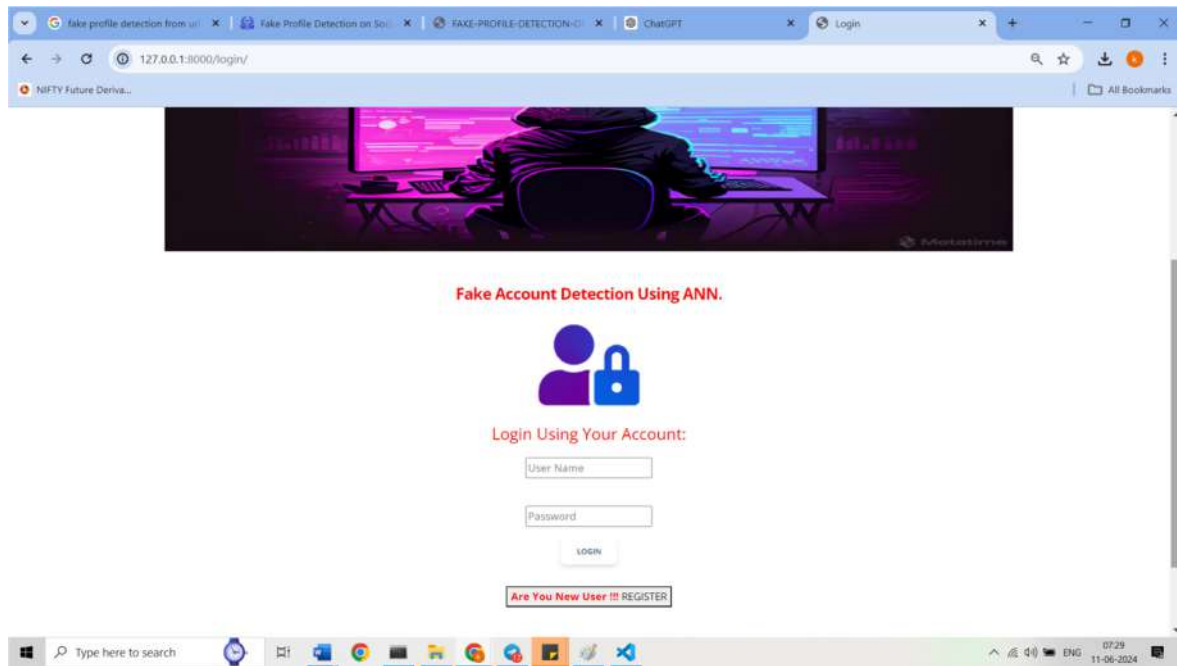 fake profile detection from url
Fake Profile Detection on Soci
FAKE-PROFILE-DETECTION-
ChatGPT
Login
127.0.0.1:8000/login/
NIFTY Future Deriva...
All Bookmarks
Fake Account Detection Using ANN.
Login Using Your Account:
User Name
Password
LOGIN
Are You New User !!! REGISTER
Type here to search
ENG
07:29
11-06-2024